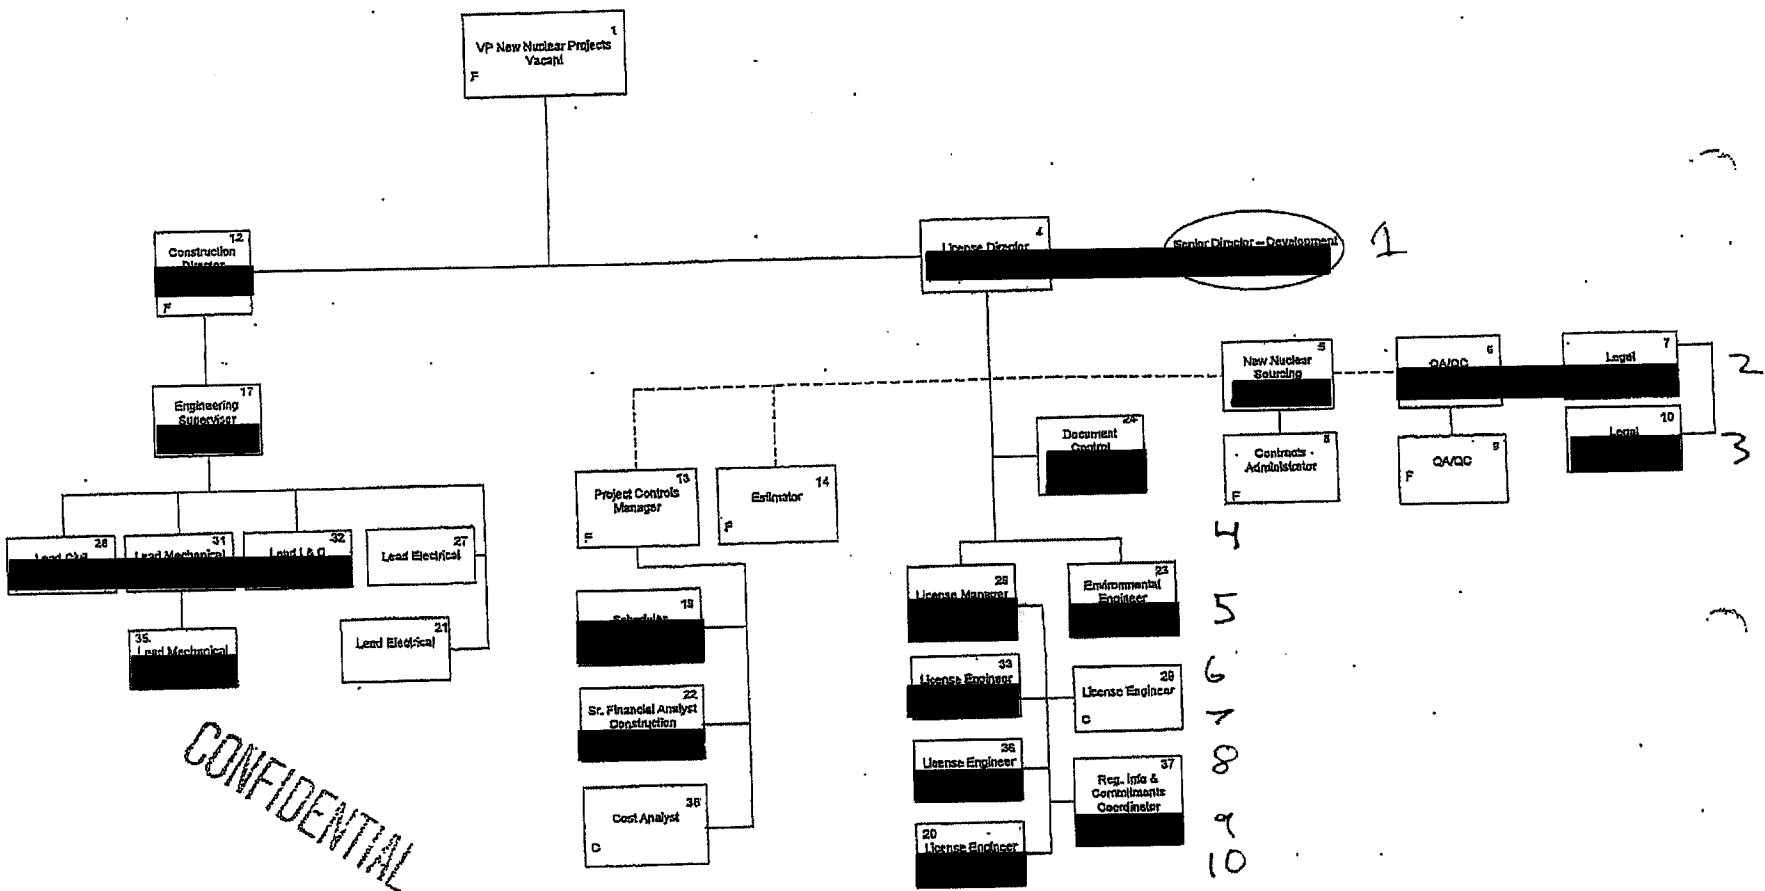 1
VP New Nuclear Projects
Vacant
F
12
Construction
Director
F
4
License Director
Senior Director – Development
1
17
Engineering
Supervisor
5
New Nuclear
Sourcing
6
QA/QC
7
Legal
2
24
Document
Control
8
Contracts
Administrator
F
9
QA/QC
F
10
Legal
3
13
Project Controls
Manager
F
14
Estimator
F
Lead Civil
31
Lead Mechanical
32
Lead I & C
27
Lead Electrical
21
Lead Electrical
35
Lead Mechanical
19
Scheduler
22
Sr. Financial Analyst
Construction
Cost Analyst
C
4
License Manager
23
Environmental
Engineer
5
33
License Engineer
6
License Engineer
C
7
License Engineer
8
37
Reg. Info &
Commitments
Coordinator
9
20
License Engineer
10
CONFIDENTIAL